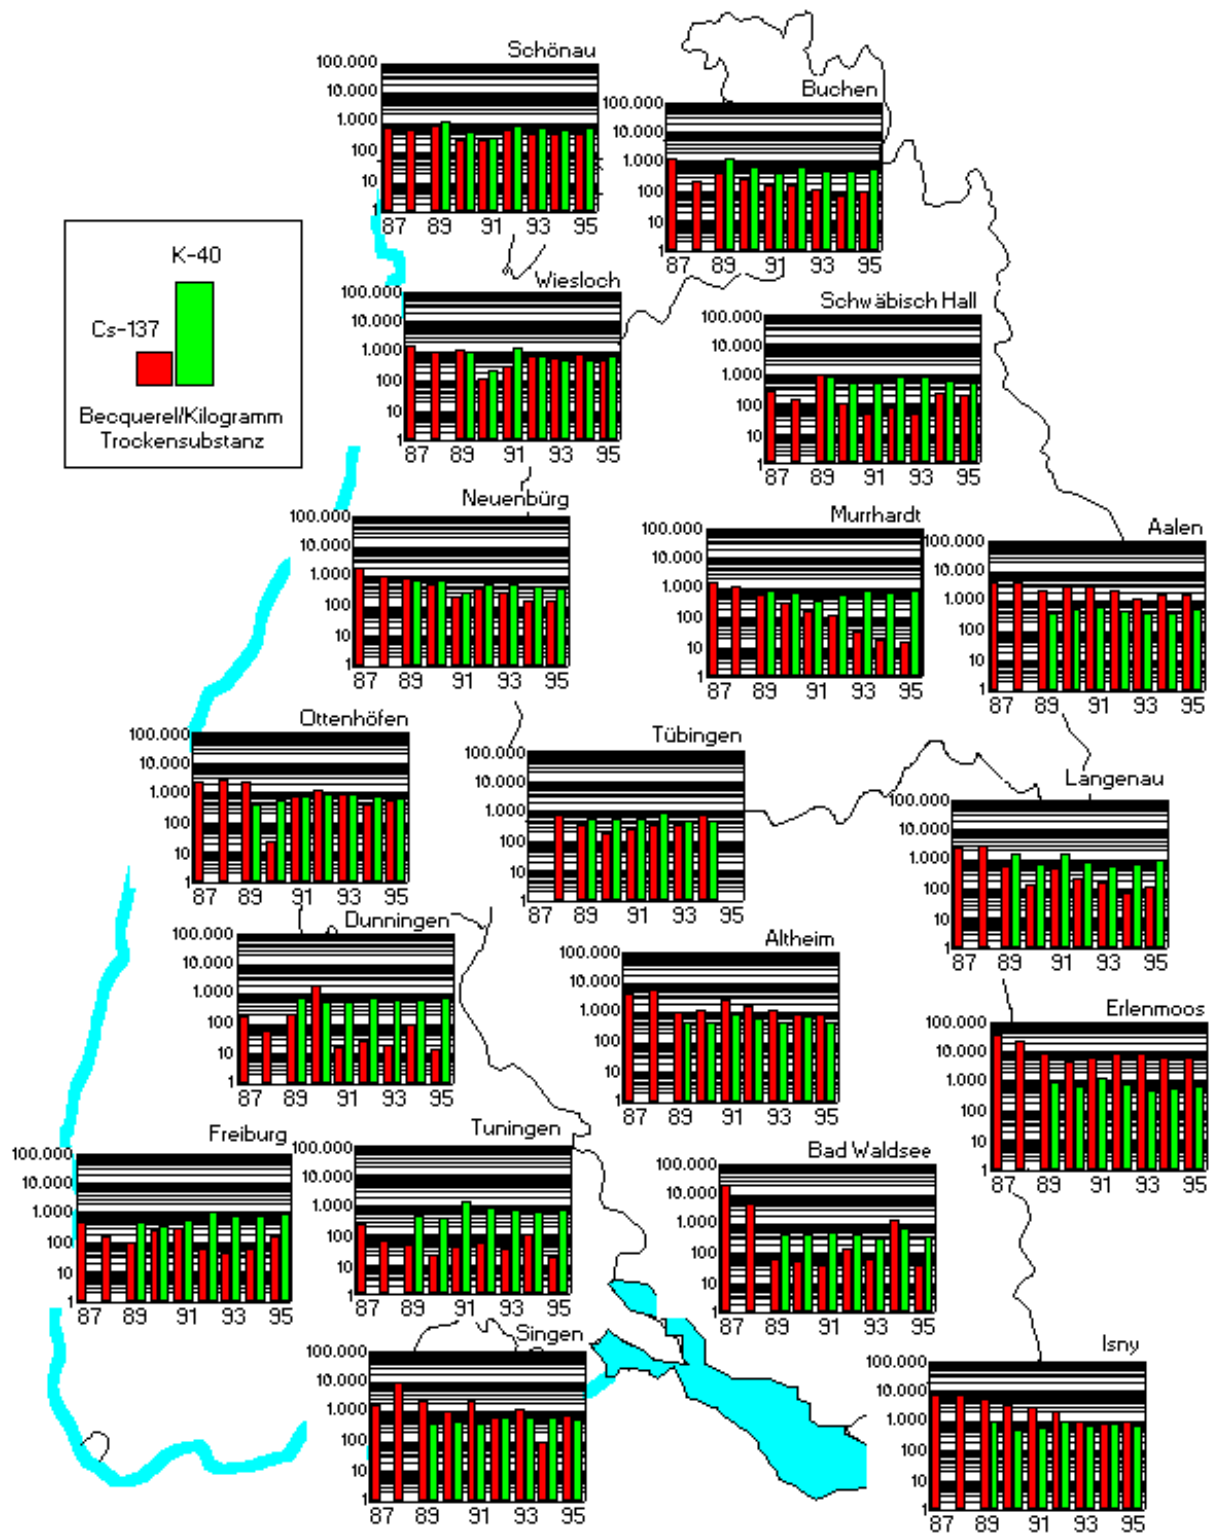 Schönau
100.000
10.000
1.000
100
10
1
87 89 91 93 95
Buchen
100.000
10.000
1.000
100
10
1
87 89 91 93 95
K-40
Cs-137
Becquerell/Kilogramm
Trockensubstanz
Wiesloch
100.000
10.000
1.000
100
10
1
87 89 91 93 95
Schwäbisch Hall
100.000
10.000
1.000
100
10
1
87 89 91 93 95
Neuenbürg
100.000
10.000
1.000
100
10
1
87 89 91 93 95
Murrhardt
100.000
10.000
1.000
100
10
1
87 89 91 93 95
Aalen
100.000
10.000
1.000
100
10
1
87 89 91 93 95
Ottenhöfen
100.000
10.000
1.000
100
10
1
87 89 91 93 95
Tübingen
100.000
10.000
1.000
100
10
1
87 89 91 93 95
Langenau
100.000
10.000
1.000
100
10
1
87 89 91 93 95
Dunningen
100.000
10.000
1.000
100
10
1
87 89 91 93 95
Altheim
100.000
10.000
1.000
100
10
1
87 89 91 93 95
Erlenmoos
100.000
10.000
1.000
100
10
1
87 89 91 93 95
Freiburg
100.000
10.000
1.000
100
10
1
87 89 91 93 95
Tuningen
100.000
10.000
1.000
100
10
1
87 89 91 93 95
Bad Waldsee
100.000
10.000
1.000
100
10
1
87 89 91 93 95
Singen
100.000
10.000
1.000
100
10
1
87 89 91 93 95
Isny
100.000
10.000
1.000
100
10
1
87 89 91 93 95